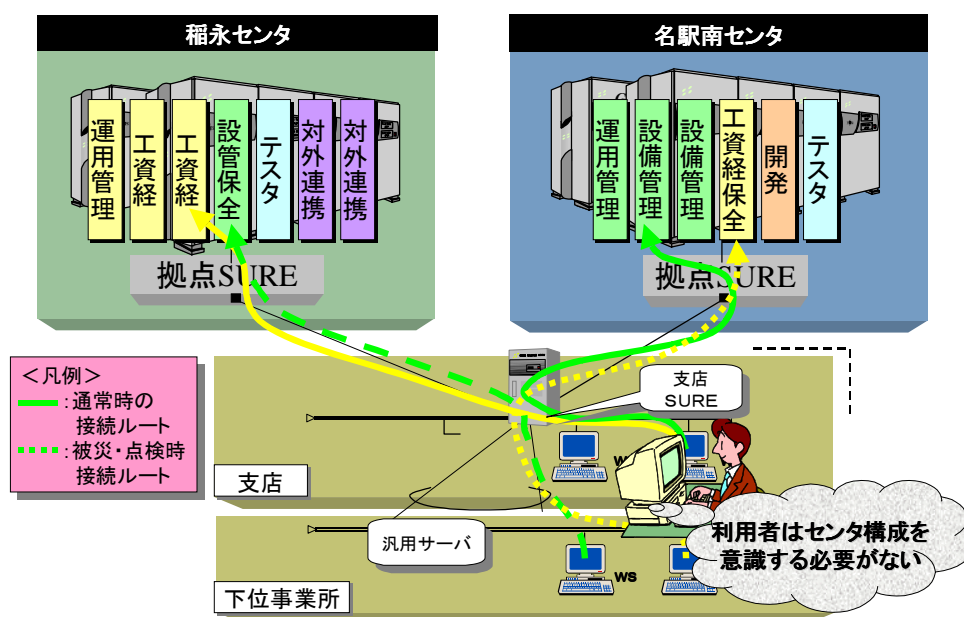 稲永センタ
名駅南センタ
運用管理
工資経
工資経
設管保全
テスタ
対外連携
対外連携
運用管理
設備管理
設備管理
工資経保全
開発
テスタ
拠点SURE
拠点SURE
＜凡例＞
:通常時の
接続ルート
:被災・点検時
接続ルート
支店
SURE
支店
汎用サーバ
利用者はセンタ構成を
意識する必要がない
ws
下位事業所